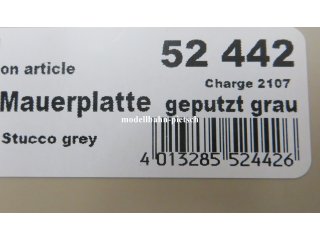 52 442
on article
Charge 2107
Mauerplatte geputzt grau
modellbahn-pietsch
Stucco grey
4 013285 524426